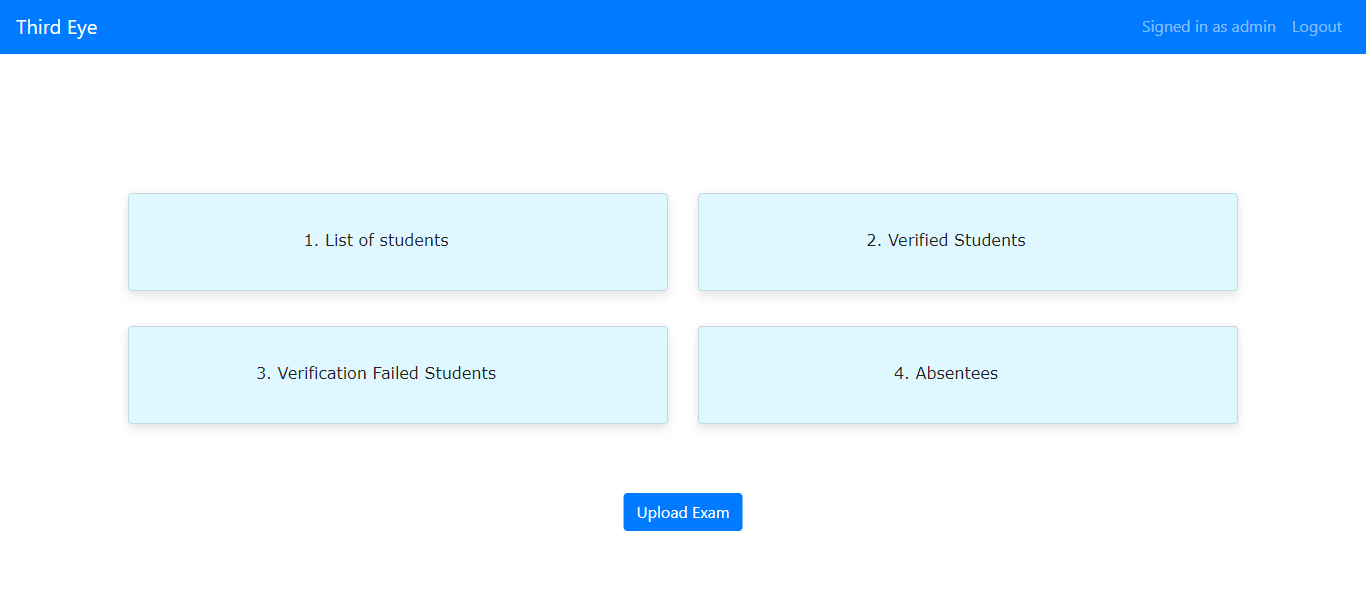 Third Eye
Signed in as admin
Logout
1. List of students
2. Verified Students
3. Verification Failed Students
4. Absentees
Upload Exam